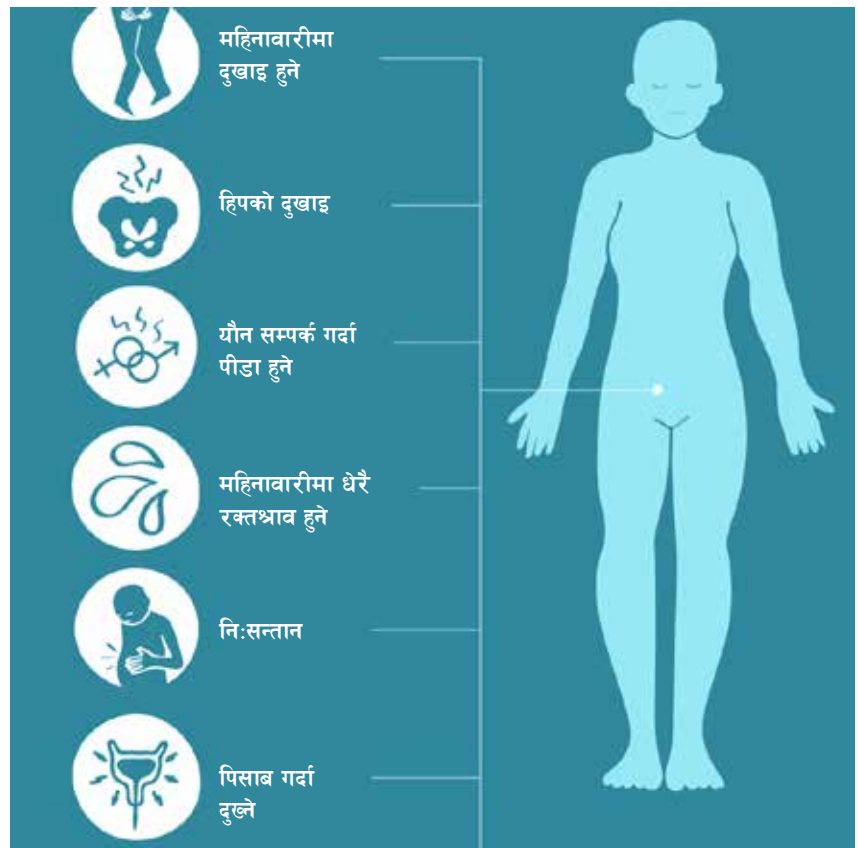 महिनावारीमा
दुखाइ हुने
हिपको दुखाइ
यौन सम्पर्क गर्दा
पीडा हुने
महिनावारीमा धेरै
रक्तश्राव हुने
नि:सन्तान
पिसाब गर्दा
दुख्ने